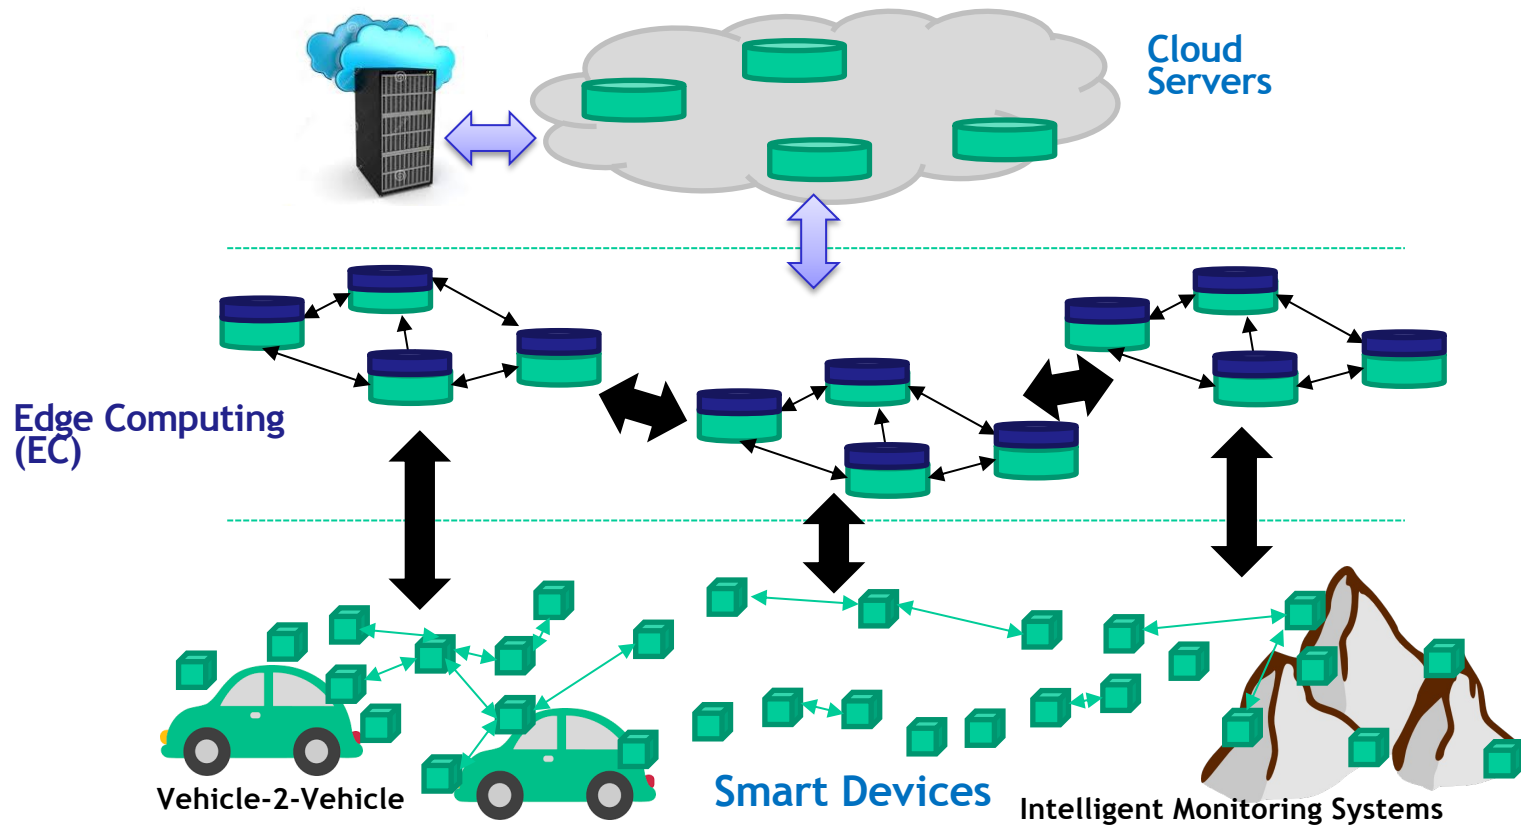 Cloud
Servers
Edge Computing
(EC)
Vehicle-2-Vehicle
Smart Devices
Intelligent Monitoring Systems